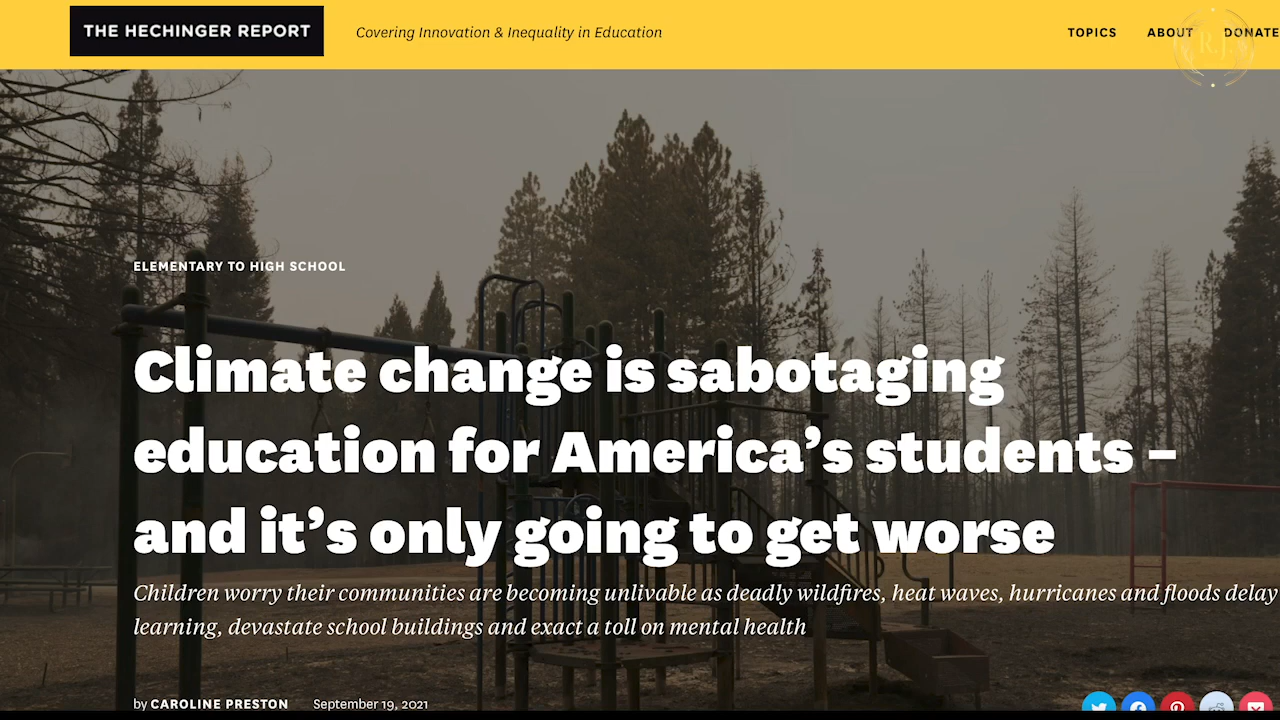 THE HECHINGER REPORT
Covering Innovation & Inequality in Education
TOPICS ABOUT DONATE
R.J.
ELEMENTARY TO HIGH SCHOOL
Climate change is sabotaging
education for America’s students –
and it’s only going to get worse
Children worry their communities are becoming unlivable as deadly wildfires, heat waves, hurricanes and floods delay
learning, devastate school buildings and exact a toll on mental health
by CAROLINE PRESTON September 19, 2021